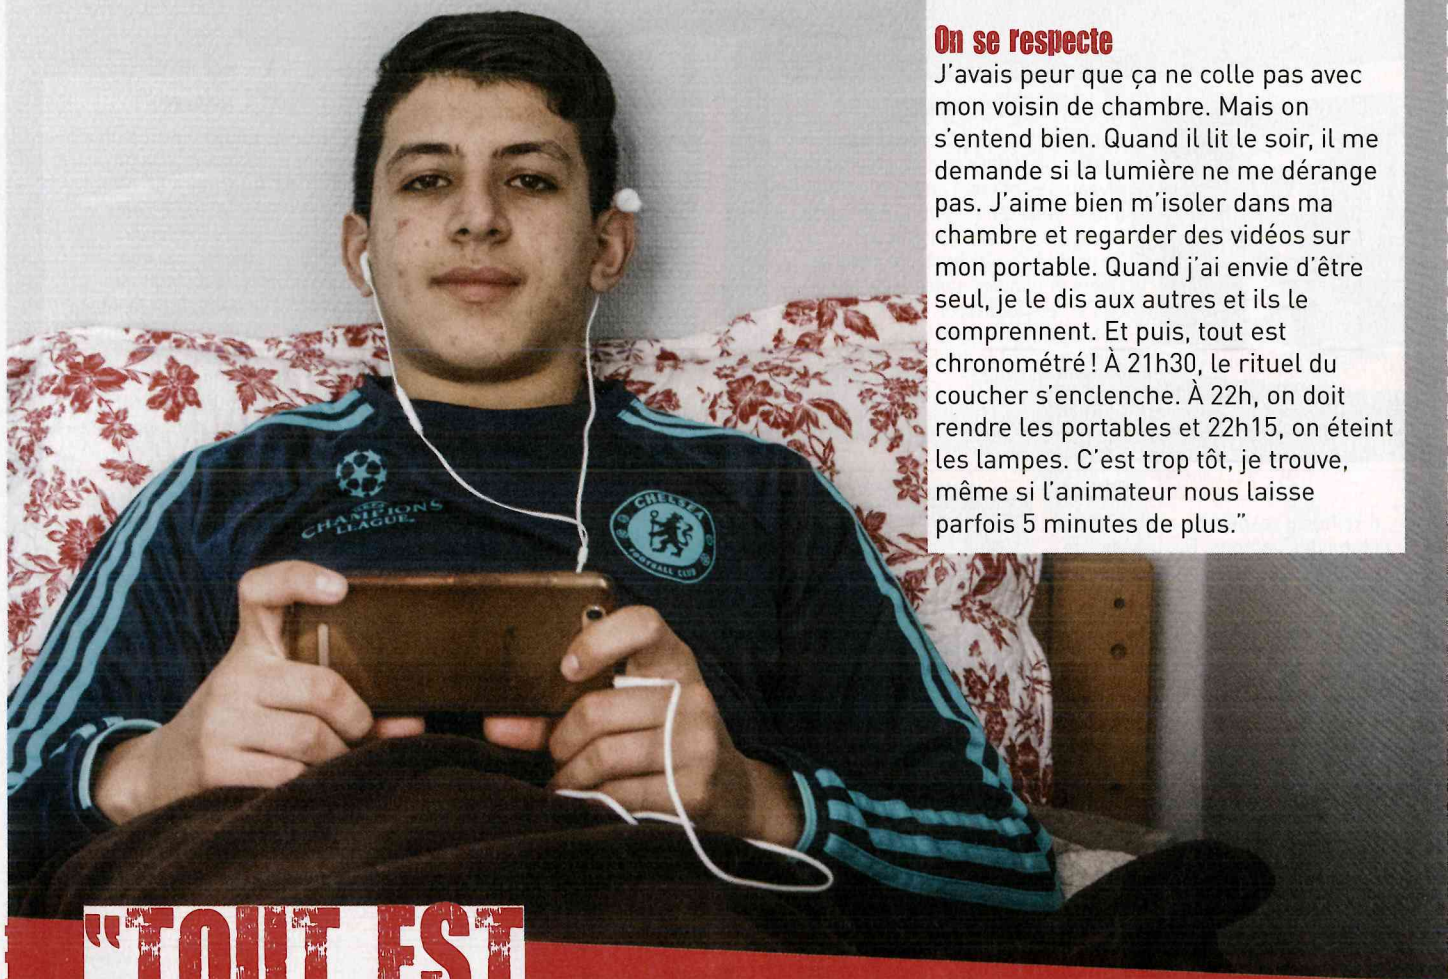 On se respecte
J'avais peur que ça ne colle pas avec
mon voisin de chambre. Mais on
s'entend bien. Quand il lit le soir, il me
demande si la lumière ne me dérange
pas. J'aime bien m'isoler dans ma
chambre et regarder des vidéos sur
mon portable. Quand j'ai envie d'être
seul, je le dis aux autres et ils le
comprennent. Et puis, tout est
chronométré ! À 21h30, le rituel du
coucher s'enclenche. À 22h, on doit
rendre les portables et 22h15, on éteint
les lampes. C'est trop tôt, je trouve,
même si l'animateur nous laisse
parfois 5 minutes de plus."
CHAMPIONS
LEAGUE
CHELSEA
FOOTBALL CLUB
"TOUT EST